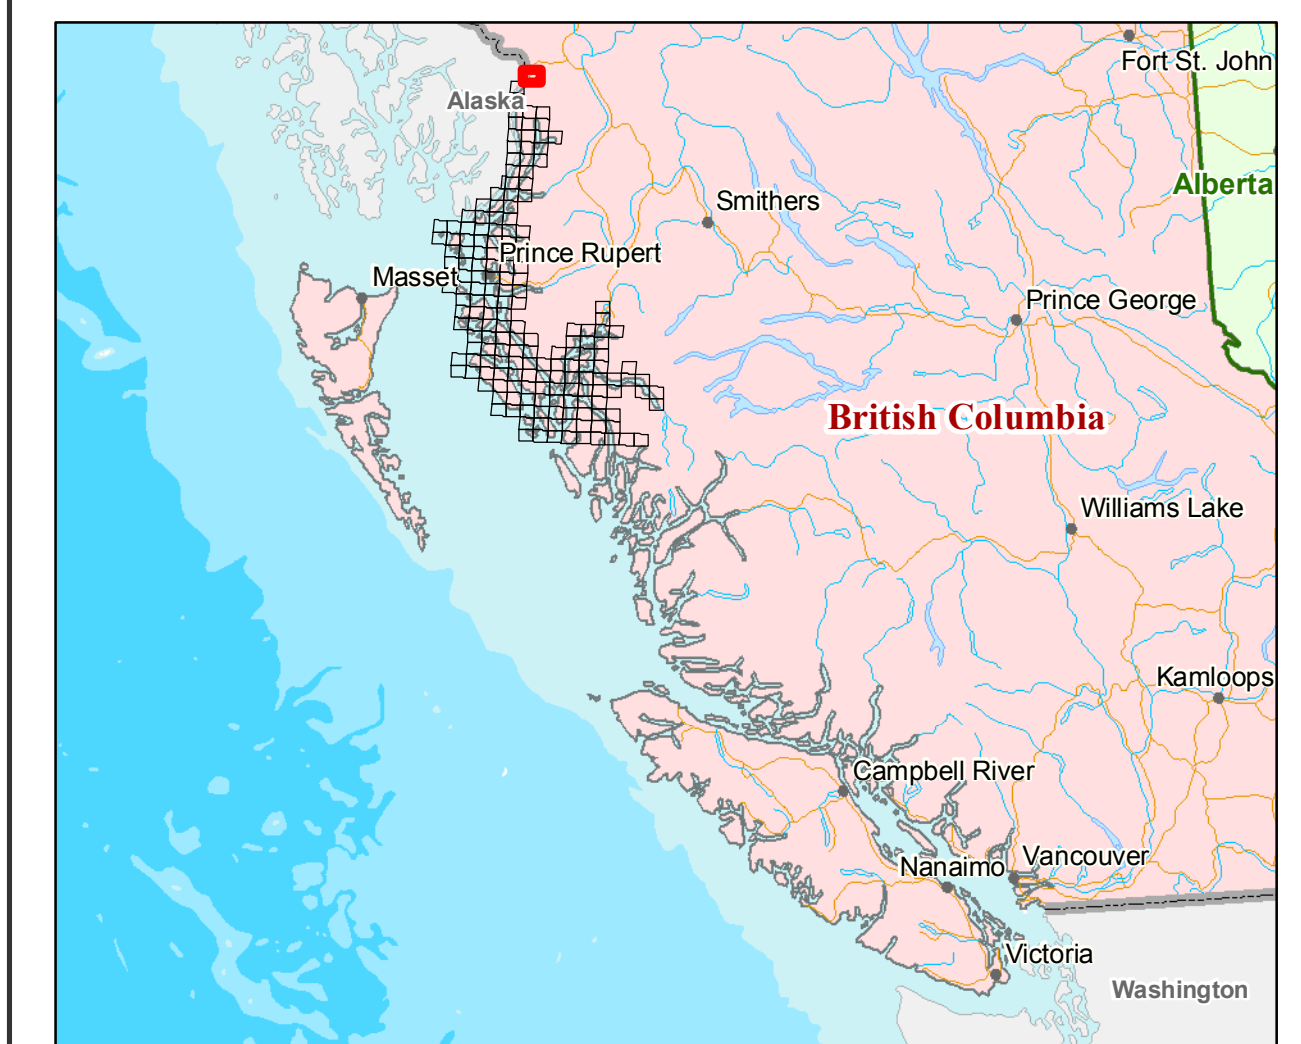 Fort St. John
Alaska
Alberta
Smithers
Prince Rupert
Masset
Prince George
British Columbia
Williams Lake
Kamloops
Campbell River
Vancouver
Nanaimo
Victoria
Washington